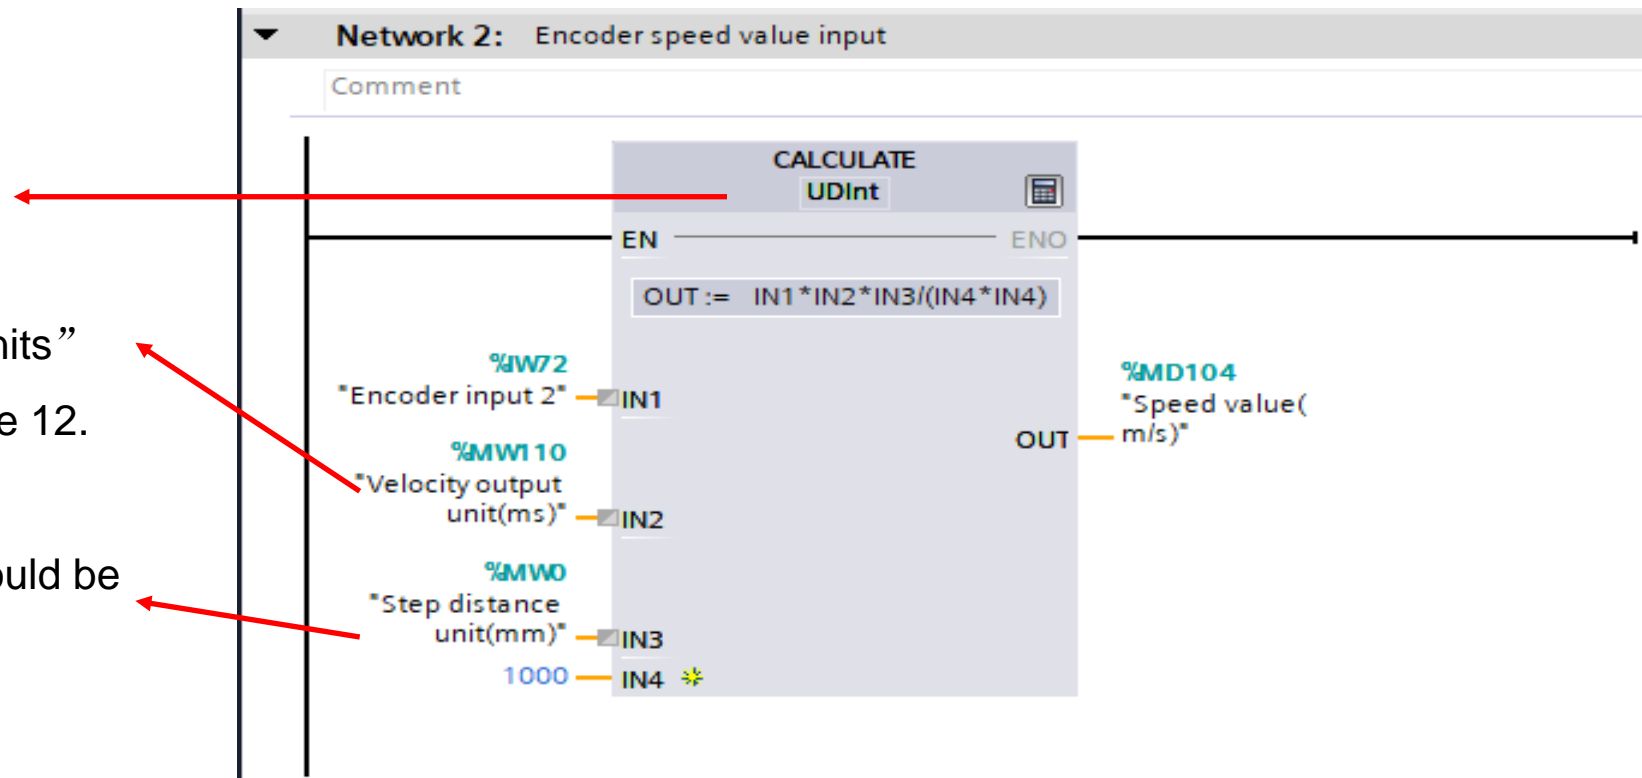 Network 2: Encoder speed value input
Comment
CALCULATE
UDInt
EN ENO
OUT := IN1*IN2*IN3/(IN4*IN4)
nits”
e 12.
ould be
%IW72
"Encoder input 2" IN1
%MW110
"Velocity output
unit(ms)" IN2
%MW0
"Step distance
unit(mm)" IN3
1000 IN4
%MD104
"Speed value(
OUT m/s)"